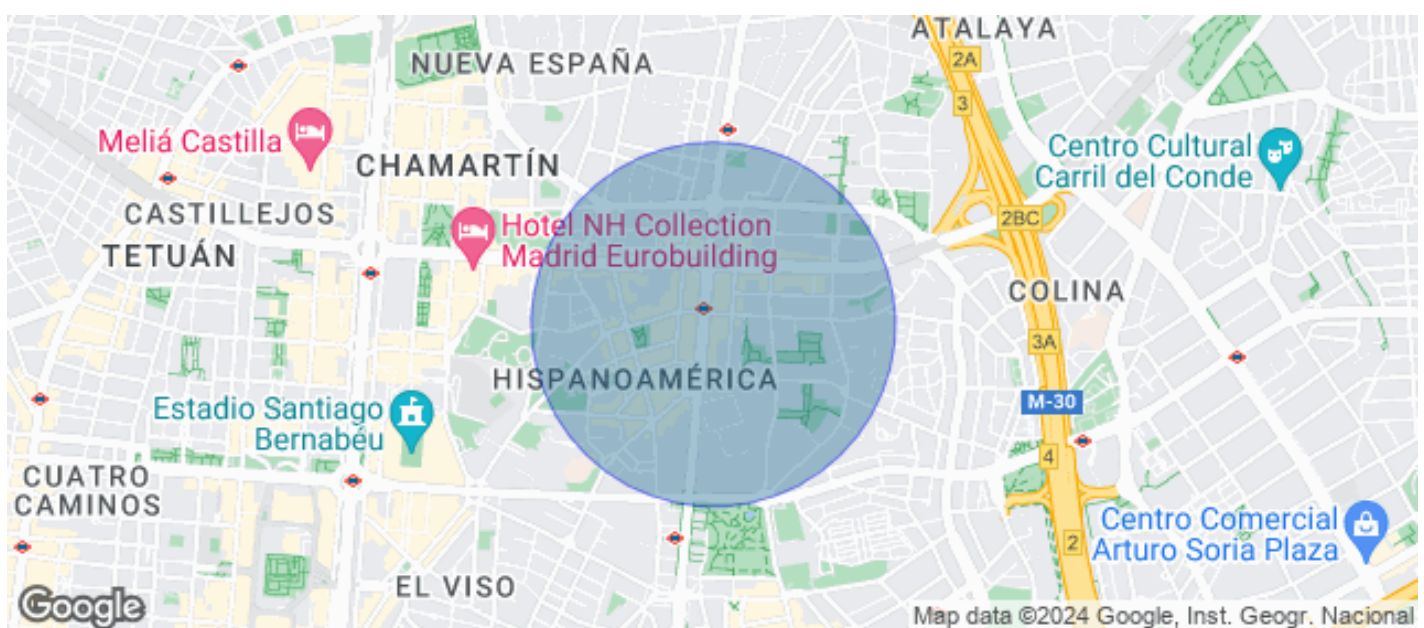 ATALAYA
2A
NUEVA ESPAÑA
3
Meliá Castilla
CHAMARTÍN
Centro Cultural
Carril del Conde
CASTILLEJOS
2BC
Hotel NH Collection
Madrid Eurobuilding
TETUÁN
COLINA
3A
HISPANOAMÉRICA
M-30
Estadio Santiago
Bernabéu
4
CUATRO
CAMINOS
Centro Comercial
Arturo Soria Plaza
2
EL VISO
Google
Map data ©2024 Google, Inst. Geogr. Nacional